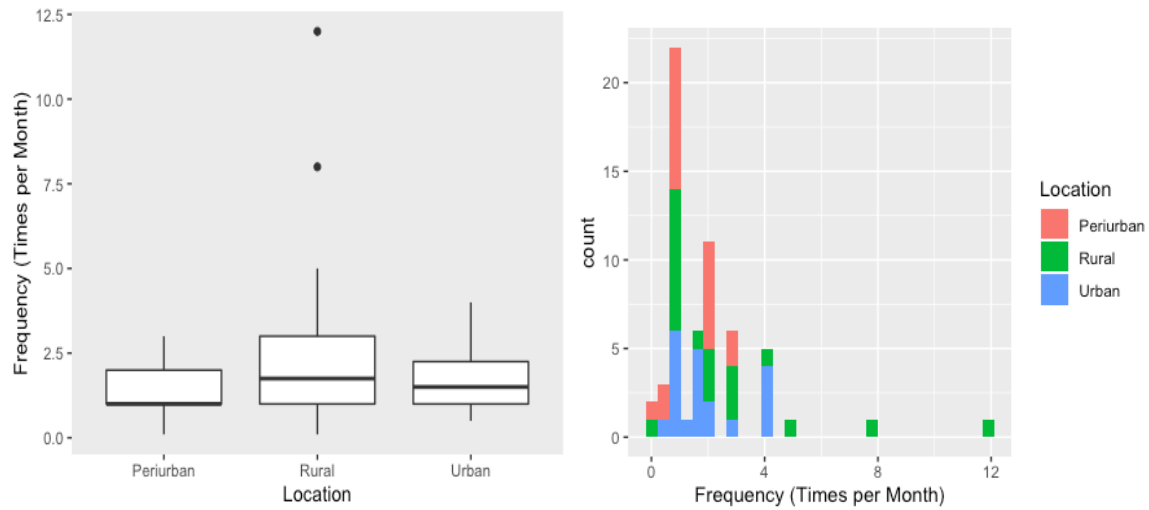 Frequency (Times per Month)
12.5
10.0
7.5
5.0
2.5
0.0
Periurban Rural Urban
Location
count
20
15
10
5
0
0 4 8 12
Frequency (Times per Month)
Location
Periurban
Rural
Urban